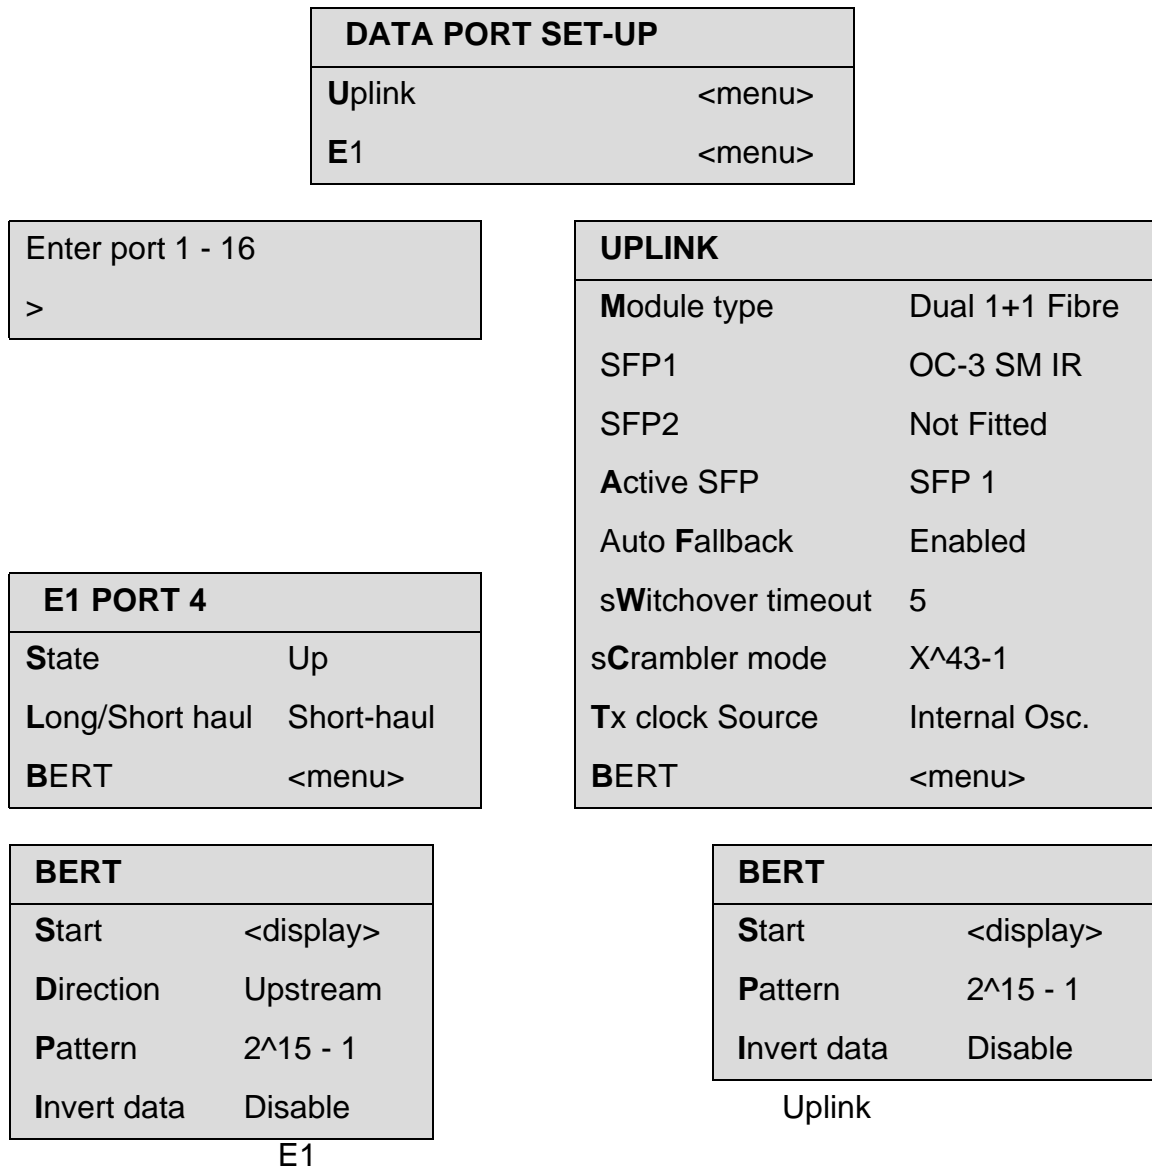 DATA PORT SET-UP
Uplink <menu>
E1 <menu>
Enter port 1 - 16
>
E1 PORT 4
State Up
Long/Short haul Short-haul
BERT <menu>
UPLINK
Module type Dual 1+1 Fibre
SFP1 OC-3 SM IR
SFP2 Not Fitted
Active SFP SFP 1
Auto Fallback Enabled
sWitchover timeout 5
sCrambler mode X^43-1
Tx clock Source Internal Osc.
BERT <menu>
BERT
Start <display>
Direction Upstream
Pattern 2^15 - 1
Invert data Disable
E1
BERT
Start <display>
Pattern 2^15 - 1
Invert data Disable
Uplink